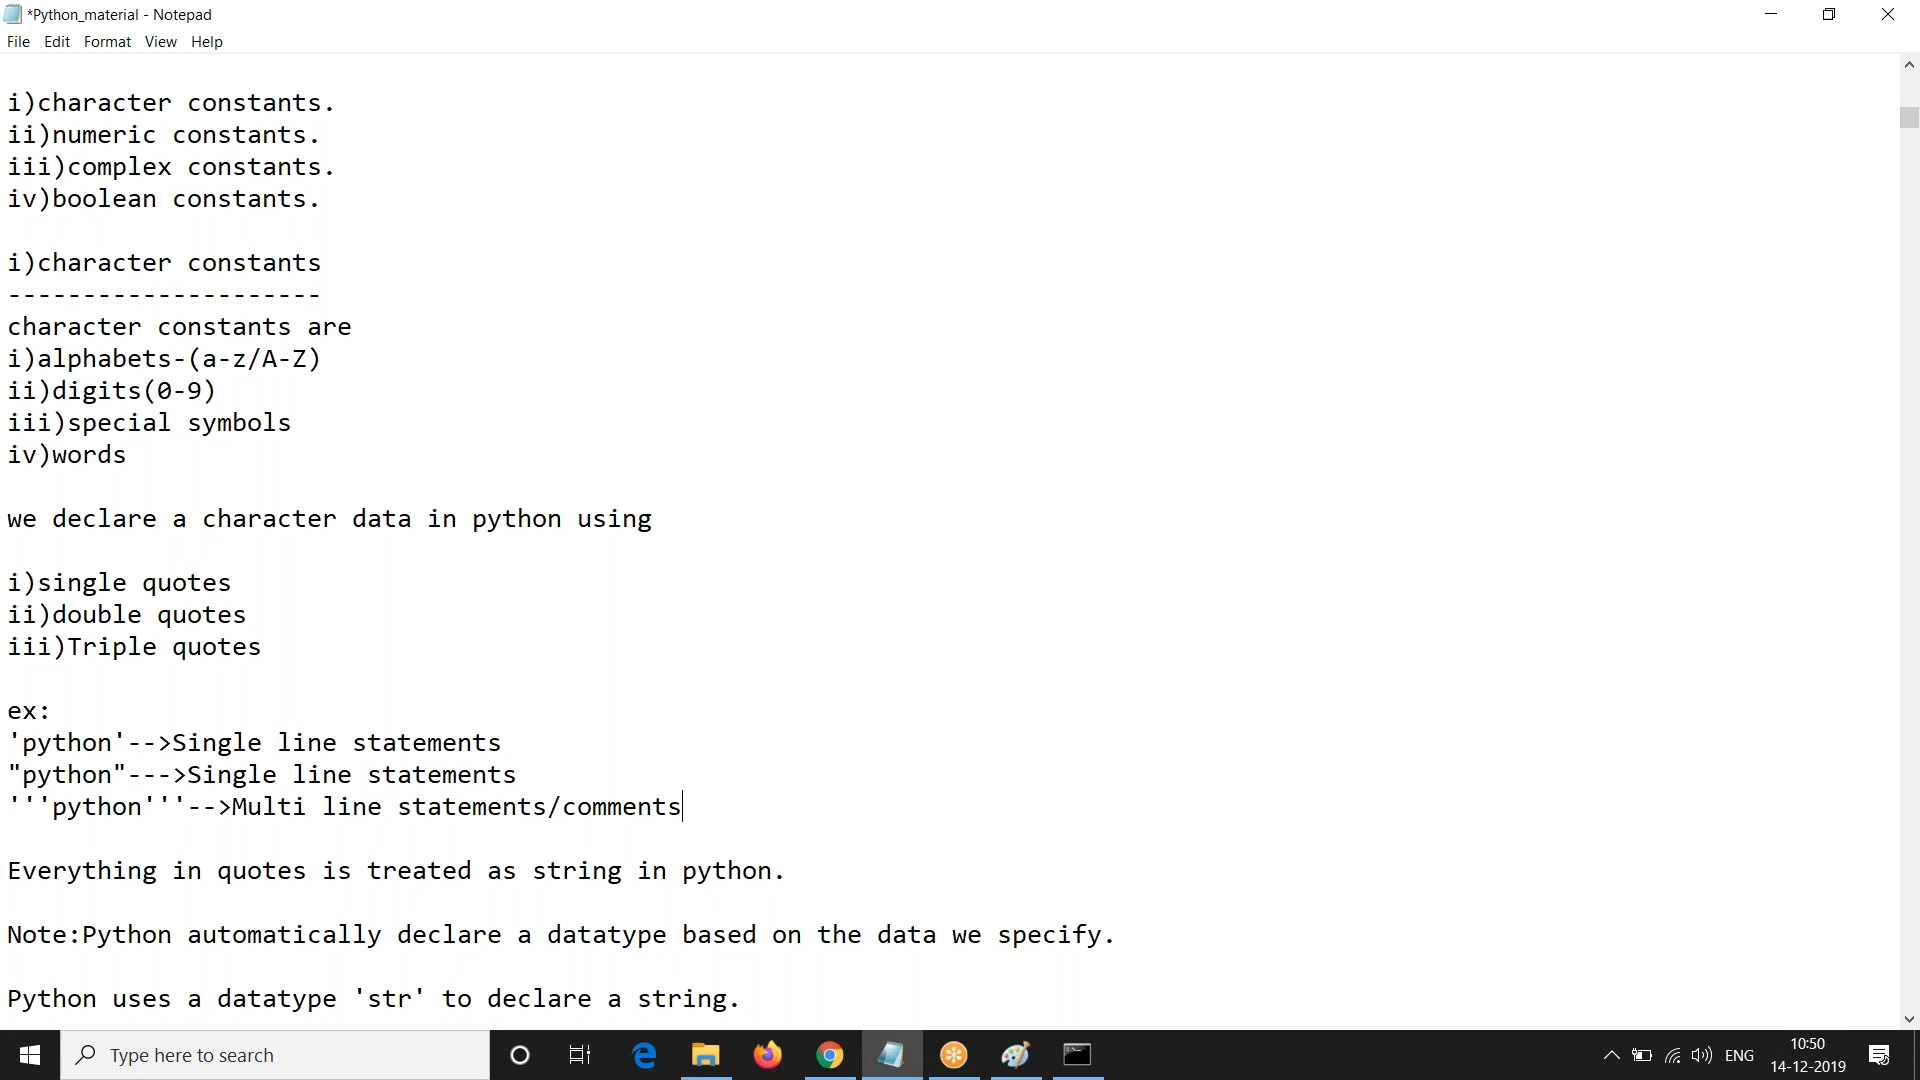 *Python_material - Notepad
File Edit Format View Help
i)character constants.
ii)numeric constants.
iii)complex constants.
iv)boolean constants.
i)character constants
---------------------
character constants are
i)alphabets-(a-z/A-Z)
ii)digits(0-9)
iii)special symbols
iv)words
we declare a character data in python using
i)single quotes
ii)double quotes
iii)Triple quotes
ex:
'python'-->Single line statements
"python"--->Single line statements
'''python'''-->Multi line statements/comments
Everything in quotes is treated as string in python.
Note:Python automatically declare a datatype based on the data we specify.
Python uses a datatype 'str' to declare a string.
Type here to search
ENG
10:50
14-12-2019